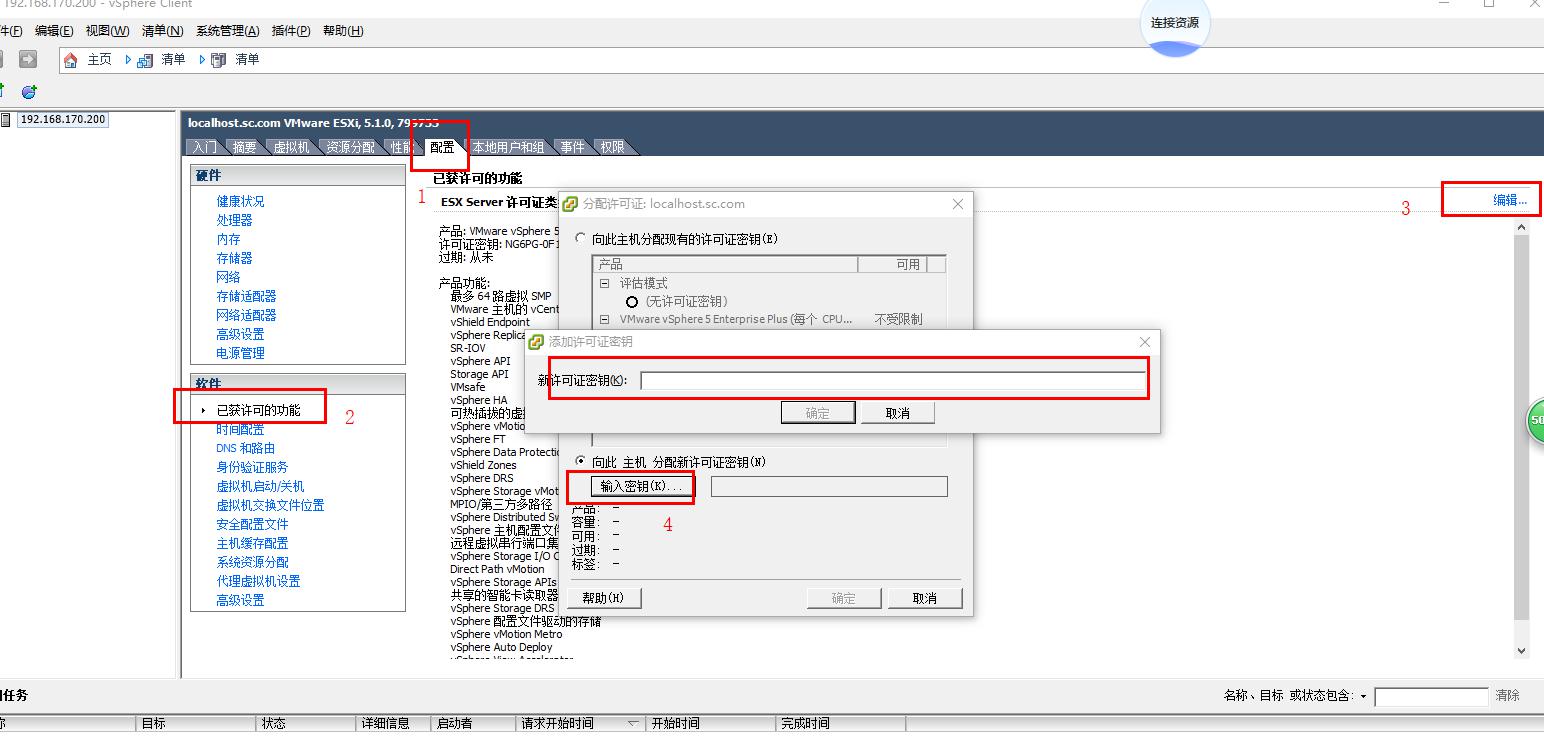 192.168.170.200 - vSphere Client
件(F) 编辑(E) 视图(W) 清单(N) 系统管理(A) 插件(P) 帮助(H)
连接资源
主页 清单 清单
192.168.170.200
localhost.sc.com VMware ESXi, 5.1.0, 799733
入门 摘要 虚拟机 资源分配 性能 配置 本地用户和组 事件 权限
硬件
健康状况
处理器
内存
存储器
网络
存储适配器
网络适配器
高级设置
电源管理
软件
已获许可的功能
时间配置
DNS 和路由
身份验证服务
虚拟机启动/关机
虚拟机交换文件位置
安全配置文件
主机缓存配置
系统资源分配
代理虚拟机设置
高级设置
1
2
3
4
已获许可的功能
ESX Server 许可证类
编辑...
产品: VMware vSphere 5
许可证密钥: NG6PG-0F1
过期: 从未
产品功能:
最多 64 路虚拟 SMP
VMware 主机的 vCent
vShield Endpoint
vSphere Replica
SR-IOV
vSphere API
Storage API
VMsafe
vSphere HA
可热插拔的虚
vSphere vMotio
vSphere FT
vSphere Data Protectio
vShield Zones
vSphere DRS
vSphere Storage vMot
MPIO/第三方多路径
vSphere Distributed Sw
vSphere 主机配置文件
远程虚拟串行端口集
vSphere Storage I/O C
Direct Path vMotion
vSphere Storage APIs
共享的智能卡读取器
vSphere Storage DRS
vSphere 配置文件驱动的存储
vSphere vMotion Metro
vSphere Auto Deploy
vSphere View Accelerator
分配许可证: localhost.sc.com
向此主机分配现有的许可证密钥(E)
产品 可用
评估模式
(无许可证密钥)
VMware vSphere 5 Enterprise Plus (每个 CPU... 不受限制
添加许可证密钥
新许可证密钥(K):
确定 取消
向此 主机 分配新许可证密钥(N)
输入密钥(K)...
产品: -
容量: -
可用: -
过期: -
标签: -
帮助(H) 确定 取消
50
任务
名称、目标 或状态包含: 清除
称 目标 状态 详细信息 启动者 请求开始时间 开始时间 完成时间